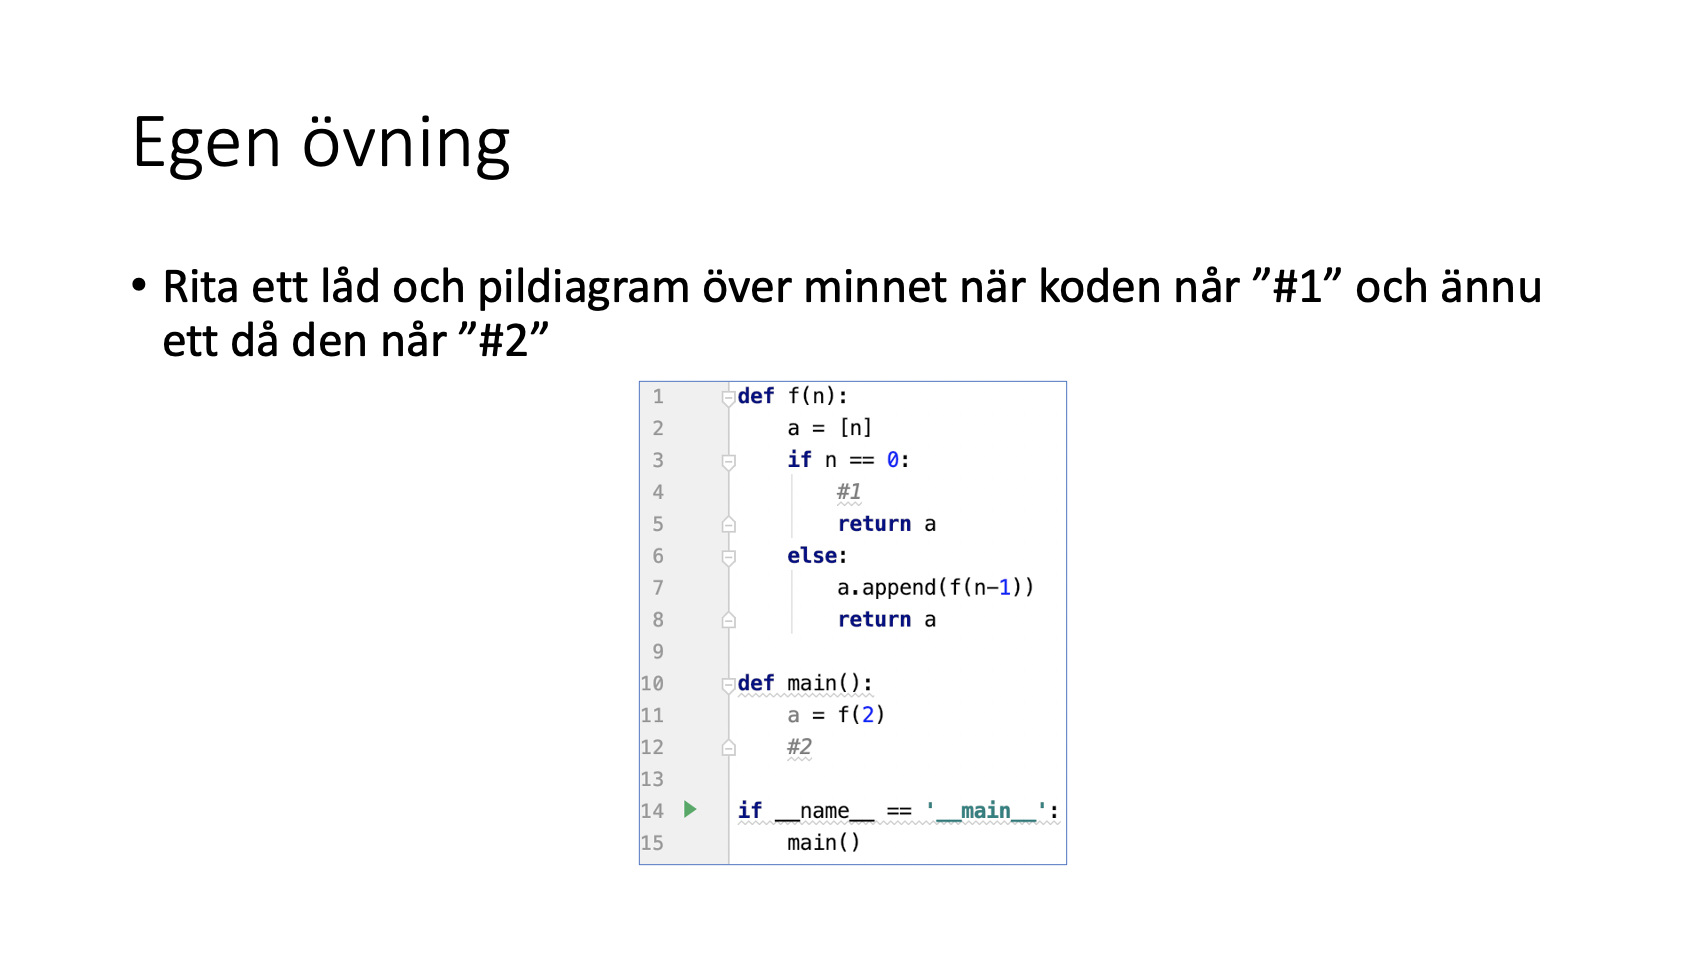 Egen övning
• Rita ett låd och pildiagram över minnet när koden når ”#1” och ännu
ett då den når ”#2”
1 def f(n):
2     a = [n]
3     if n == 0:
4         #1
5         return a
6     else:
7         a.append(f(n-1))
8         return a
9
10 def main():
11     a = f(2)
12     #2
13
14 if __name__ == '__main__':
15     main()